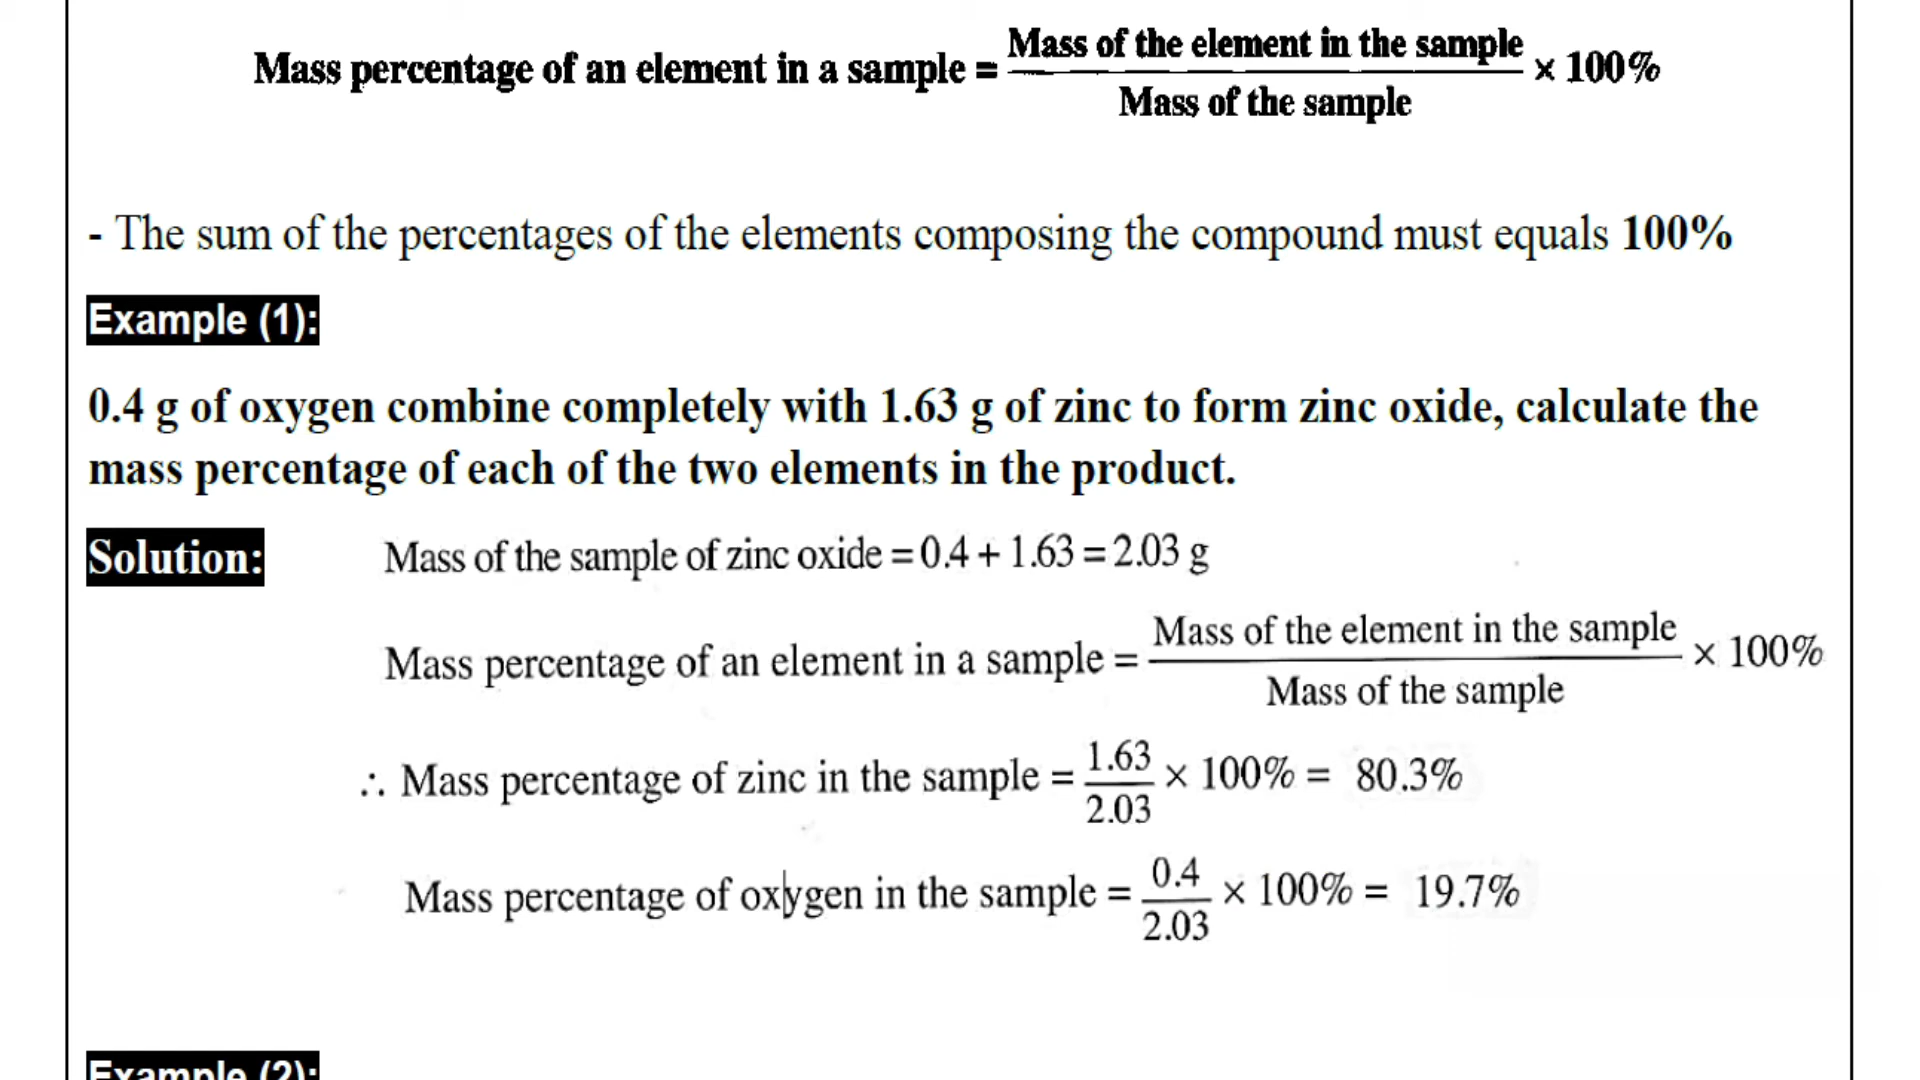 Mass percentage of an element in a sample = Mass of the element in the sample / Mass of the sample × 100%
- The sum of the percentages of the elements composing the compound must equals 100%
Example (1):
0.4 g of oxygen combine completely with 1.63 g of zinc to form zinc oxide, calculate the
mass percentage of each of the two elements in the product.
Solution: Mass of the sample of zinc oxide = 0.4 + 1.63 = 2.03 g
Mass percentage of an element in a sample = Mass of the element in the sample / Mass of the sample × 100%
∴ Mass percentage of zinc in the sample = 1.63 / 2.03 × 100% = 80.3%
Mass percentage of oxygen in the sample = 0.4 / 2.03 × 100% = 19.7%
Example (2):